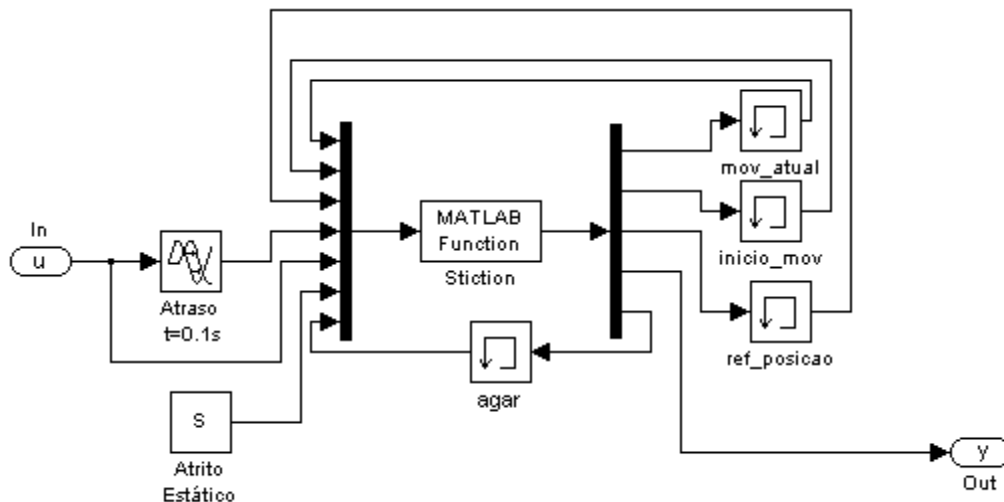 mov_atual
MATLAB
Function
Stiction
inicio_mov
In
u
Atraso
t=0.1s
ref_posicao
agar
S
Atrito
Estático
y
Out